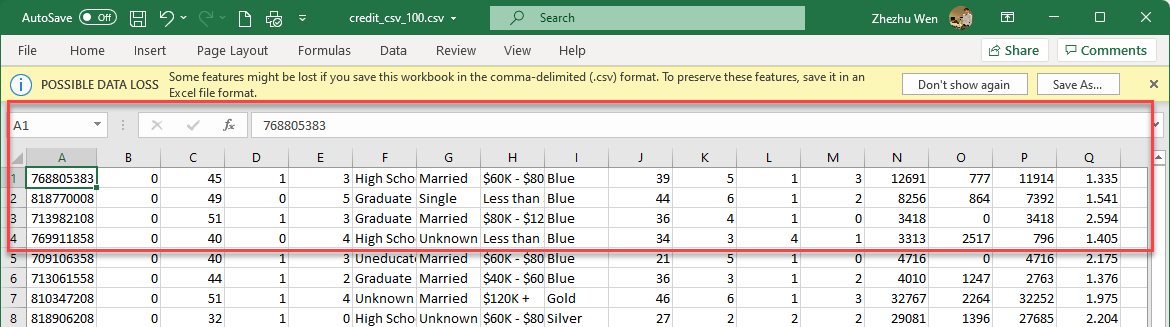 AutoSave Off credit_csv_100.csv Search Zhezhu Wen
File Home Insert Page Layout Formulas Data Review View Help Share Comments
POSSIBLE DATA LOSS Some features might be lost if you save this workbook in the comma-delimited (.csv) format. To preserve these features, save it in an Don't show again Save As...
Excel file format.
A1 fx 768805383
A B C D E F G H I J K L M N O P Q
1 768805383 0 45 1 3 High Scho Married $60K - $80 Blue 39 5 1 3 12691 777 11914 1.335
2 818770008 0 49 0 5 Graduate Single Less than Blue 44 6 1 2 8256 864 7392 1.541
3 713982108 0 51 1 3 Graduate Married $80K - $12 Blue 36 4 1 0 3418 0 3418 2.594
4 769911858 0 40 0 4 High Scho Unknown Less than Blue 34 3 4 1 3313 2517 796 1.405
5 709106358 0 40 1 3 Uneducate Married $60K - $80 Blue 21 5 1 0 4716 0 4716 2.175
6 713061558 0 44 1 2 Graduate Married $40K - $60 Blue 36 3 1 2 4010 1247 2763 1.376
7 810347208 0 51 1 4 Unknown Married $120K + Gold 46 6 1 3 32767 2264 32252 1.975
8 818906208 0 32 1 0 High Scho Married $60K - $80 Silver 27 2 2 2 29081 1396 27685 2.204